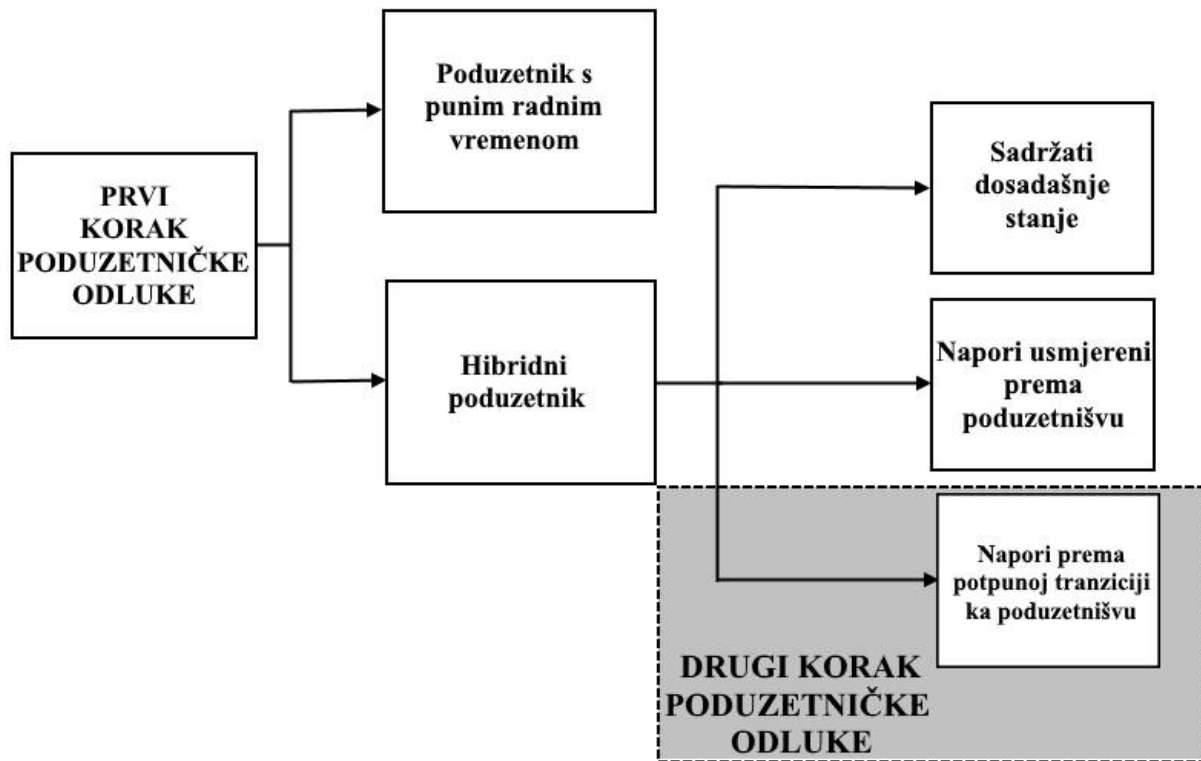 PRVI
KORAK
PODUZETNIČKE
ODLUKE
Poduzetnik s
punim radnim
vremenom
Hibridni
poduzetnik
Sadržati
dosadašnje
stanje
Napori usmjereni
prema
poduzetnišvu
Napori prema
potpunoj tranziciji
ka poduzetnišvu
DRUGI KORAK
PODUZETNIČKE
ODLUKE